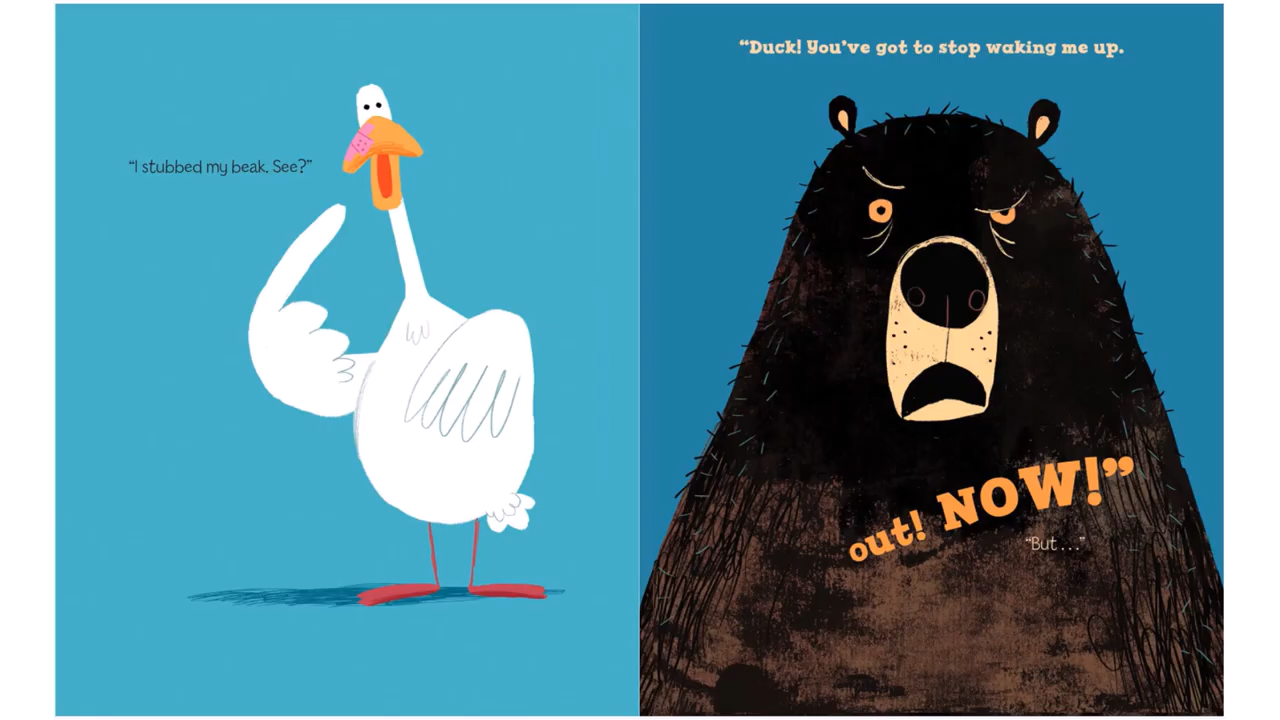 “I stubbed my beak. See?”
“Duck! You’ve got to stop waking me up.
out! NOW!”
“But . . .”